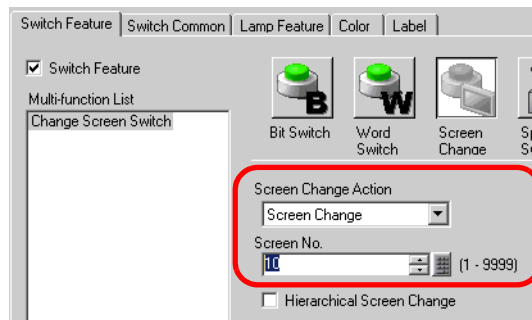 Switch Feature Switch Common Lamp Feature Color Label
Switch Feature
Multi-function List
Change Screen Switch
B W
Bit Switch Word Switch Screen Change
Screen Change Action
Screen Change
Screen No.
10 (1 - 9999)
Hierarchical Screen Change